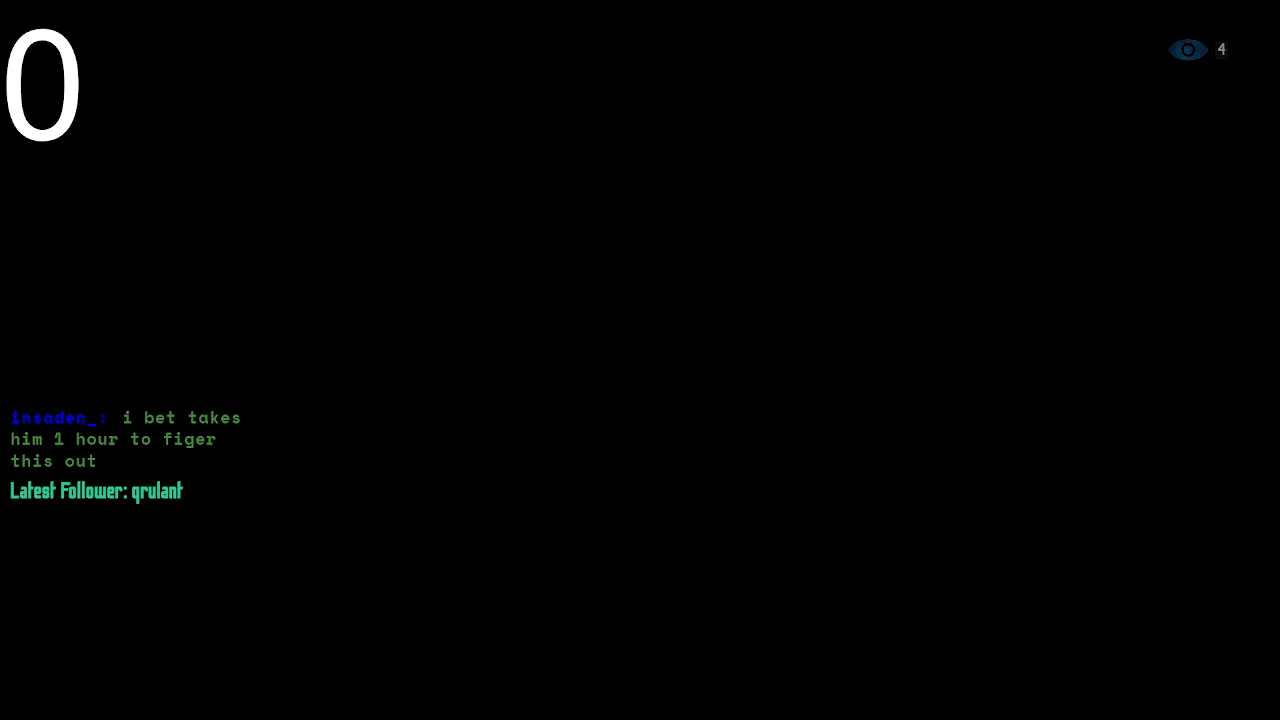 0
4
insaden_: i bet takes
him 1 hour to figer
this out
Latest Follower: qrulant